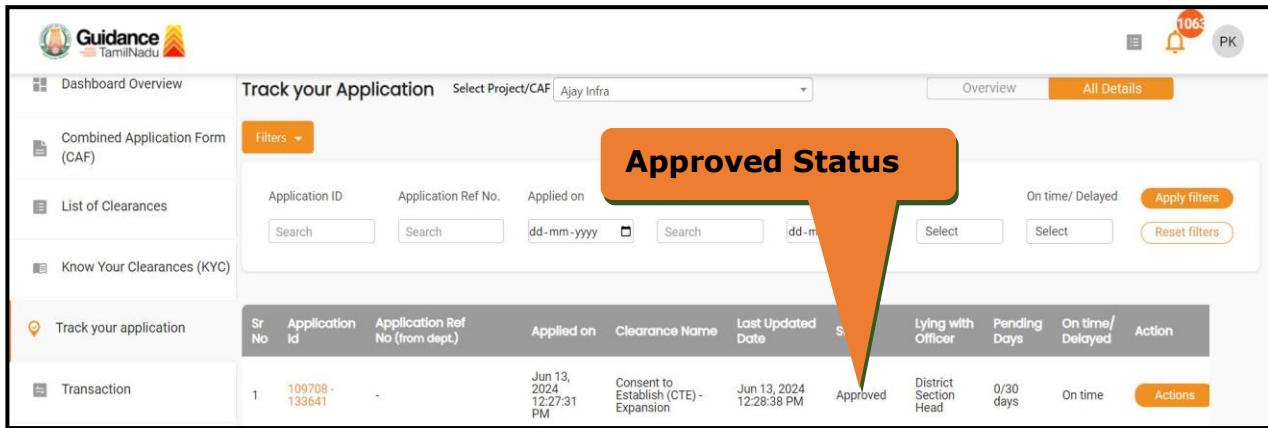 Guidance
TamilNadu
1063
PK
Dashboard Overview
Combined Application Form
(CAF)
List of Clearances
Know Your Clearances (KYC)
Track your application
Transaction
Track your Application
Select Project/CAF
Ajay Infra
Overview
All Details
Filters
Approved Status
Application ID
Application Ref No.
Applied on
On time/ Delayed
Apply filters
Search
Search
dd-mm-yyyy
Search
dd-m
Select
Select
Reset filters
Sr
No
Application
Id
Application Ref
No (from dept.)
Applied on
Clearance Name
Last Updated
Date
Lying with
Officer
Pending
Days
On time/
Delayed
Action
1
109708 -
133641
-
Jun 13,
2024
12:27:31
PM
Consent to
Establish (CTE) -
Expansion
Jun 13, 2024
12:28:38 PM
Approved
District
Section
Head
0/30
days
On time
Actions